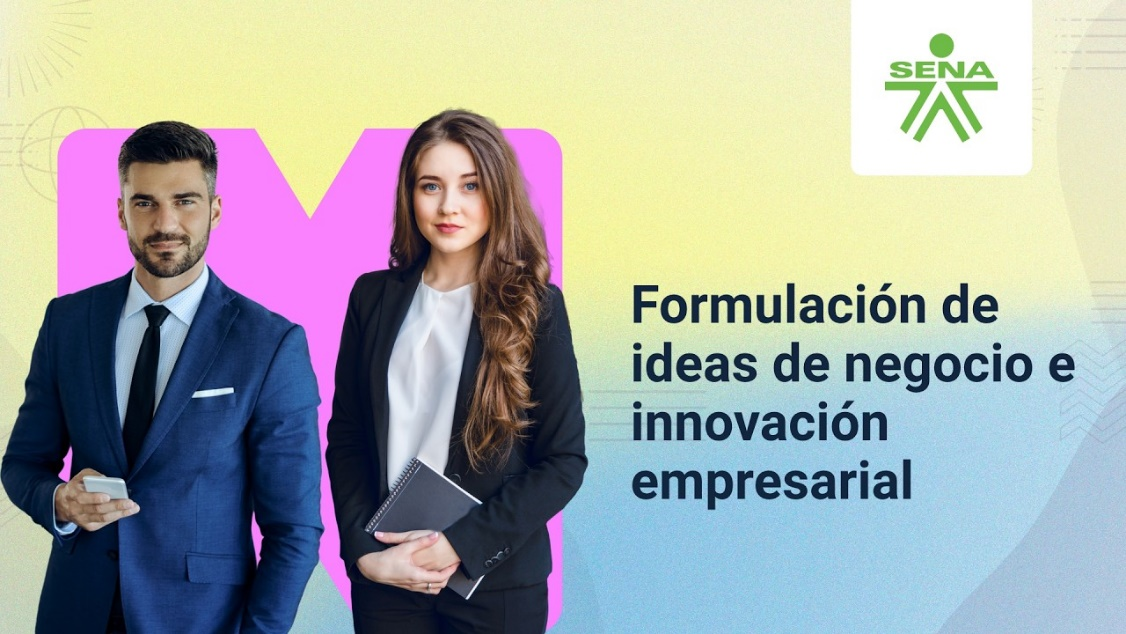 SENA
Formulación de
ideas de negocio e
innovación
empresarial